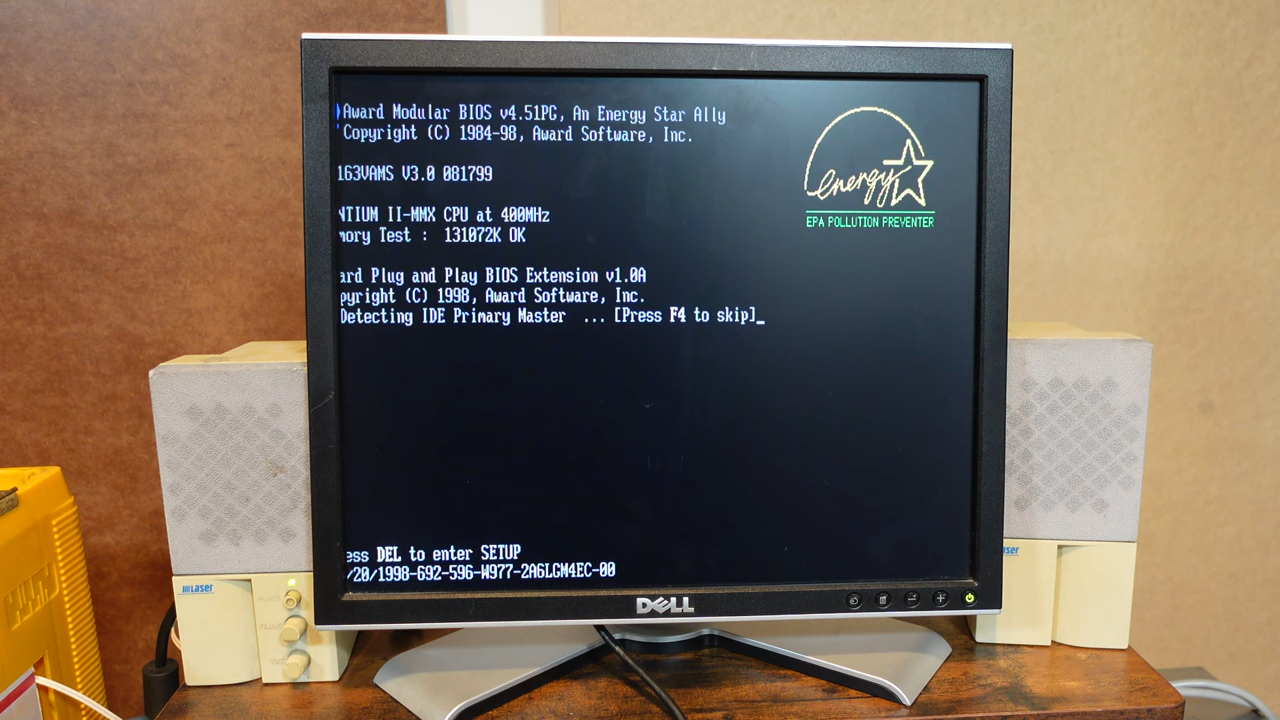 Award Modular BIOS v4.51PG, An Energy Star Ally
Copyright (C) 1984-98, Award Software, Inc.
energy
EPA POLLUTION PREVENTER
163VAMS V3.0 081799
NTIUM II-MMX CPU at 400MHz
mory Test : 131072K OK
ard Plug and Play BIOS Extension v1.0A
pyright (C) 1998, Award Software, Inc.
Detecting IDE Primary Master ... [Press F4 to skip]_
ess DEL to enter SETUP
/20/1998-692-596-W977-2A6LGM4EC-00
DELL
LASER
ser